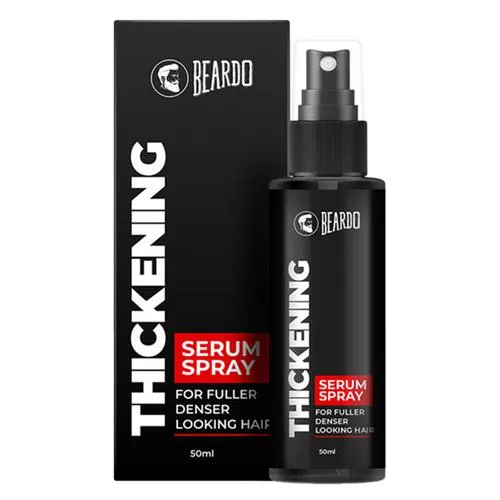 BEARDO
THICKENING
SERUM
SPRAY
FOR FULLER
DENSER
LOOKING HAIR
50ml
BEARDO
THICKENING
SERUM
SPRAY
FOR FULLER
DENSER
LOOKING HAIR
50ml